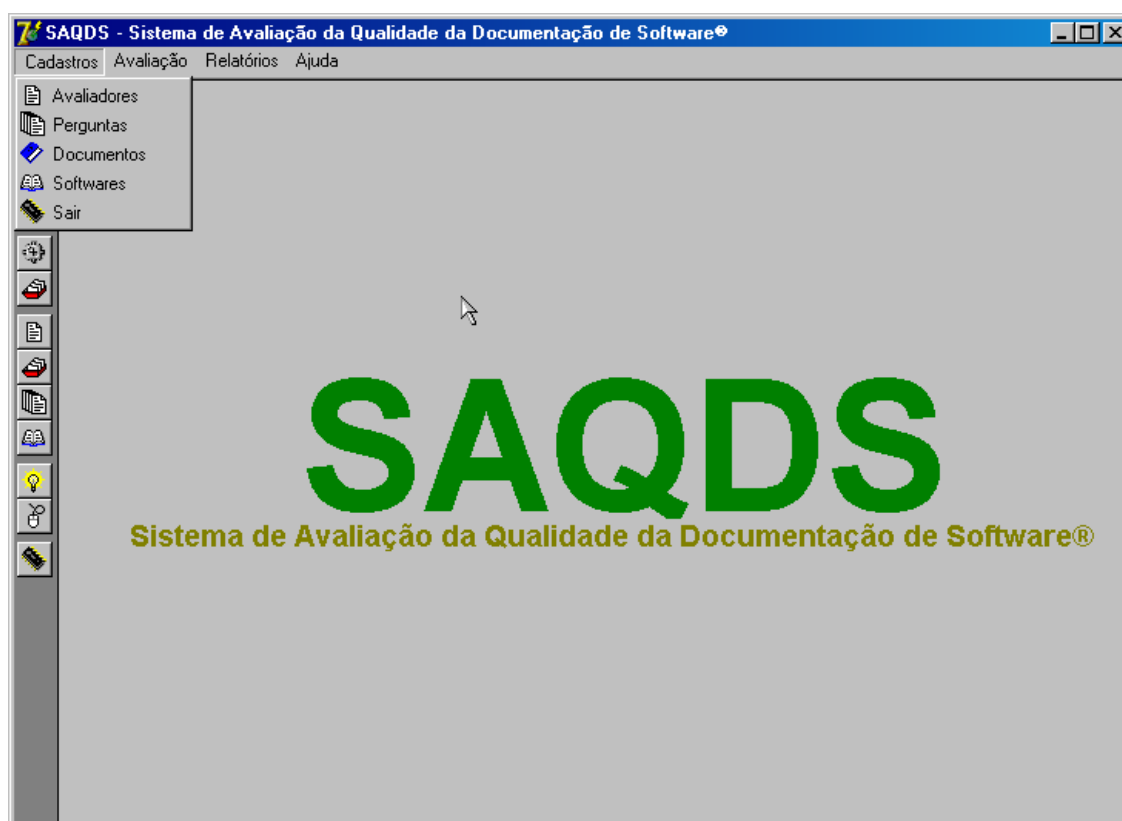 SAQDS - Sistema de Avaliação da Qualidade da Documentação de Software®
Cadastros Avaliação Relatórios Ajuda
Avaliadores
Perguntas
Documentos
Softwares
Sair
SAQDS
Sistema de Avaliação da Qualidade da Documentação de Software®